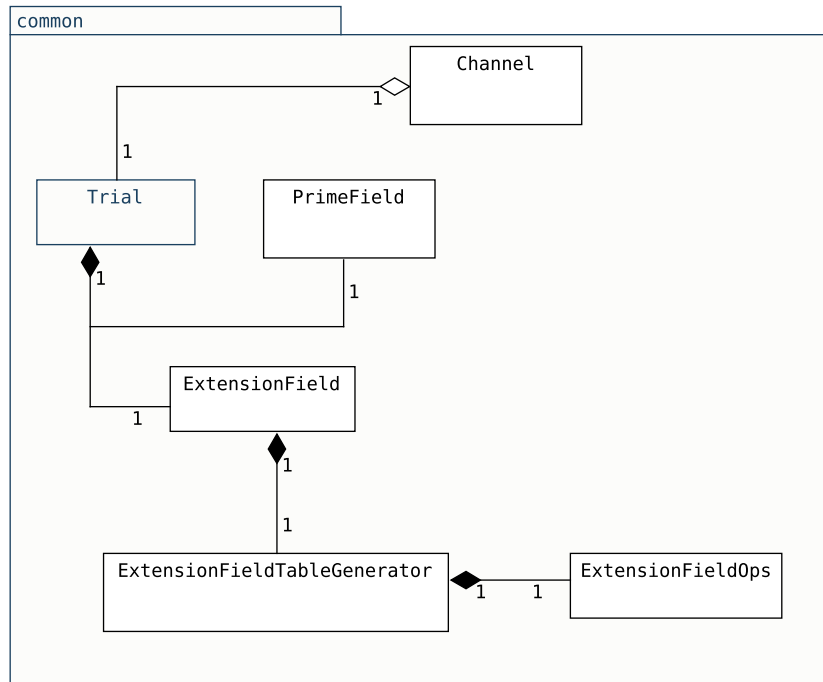 common
Channel
1
1
Trial
PrimeField
1
1
ExtensionField
1
1
1
ExtensionFieldTableGenerator
ExtensionFieldOps
1
1